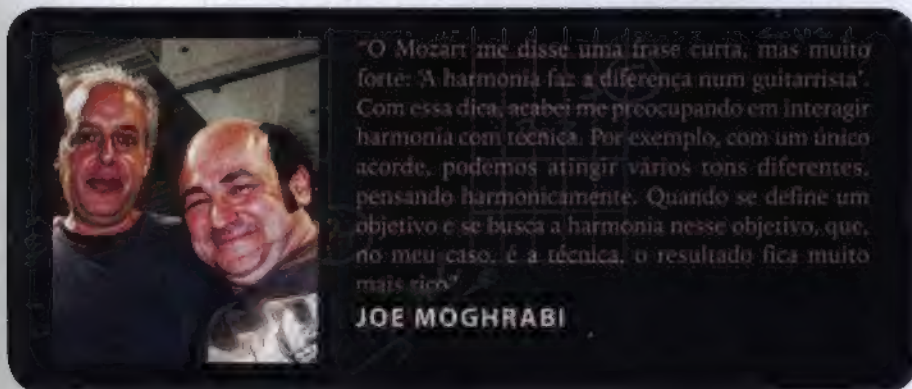 "O Mozart me disse uma frase curta, mas muito
forte: 'A harmonia faz a diferença num guitarrista'.
Com essa dica, acabei me preocupando em interagir
harmonia com técnica. Por exemplo, com um único
acorde, podemos atingir vários tons diferentes,
pensando harmonicamente. Quando se define um
objetivo e se busca a harmonia nesse objetivo, que,
no meu caso, é a técnica, o resultado fica muito
mais rico"
JOE MOGHRABI